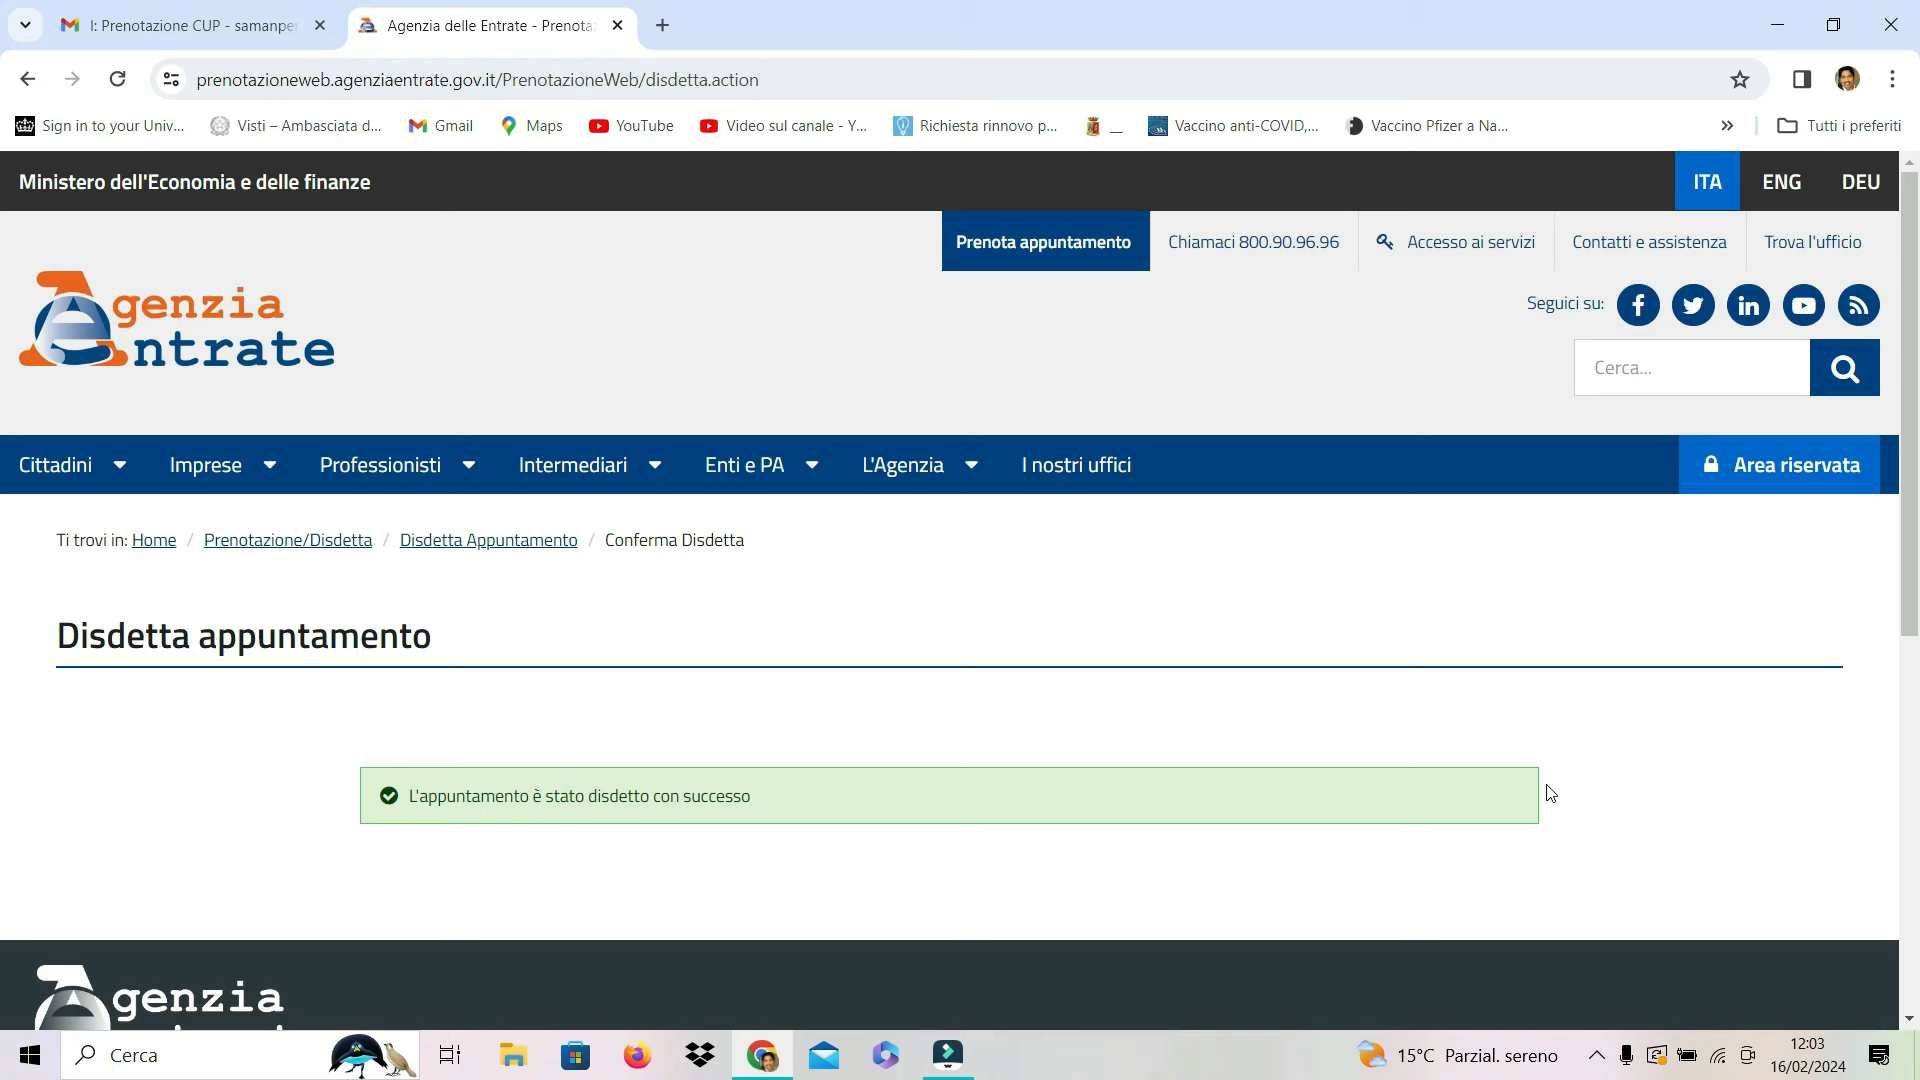 I: Prenotazione CUP - samanper
Agenzia delle Entrate - Prenotaz
prenotazioneweb.agenziaentrate.gov.it/PrenotazioneWeb/disdetta.action
Sign in to your Univ...
Visti – Ambasciata d...
Gmail
Maps
YouTube
Video sul canale - Y...
Richiesta rinnovo p...
__
Vaccino anti-COVID,...
Vaccino Pfizer a Na...
Tutti i preferiti
Ministero dell'Economia e delle finanze
ITA
ENG
DEU
Prenota appuntamento
Chiamaci 800.90.96.96
Accesso ai servizi
Contatti e assistenza
Trova l'ufficio
Agenzia
Entrate
Seguici su:
Cerca...
Cittadini
Imprese
Professionisti
Intermediari
Enti e PA
L'Agenzia
I nostri uffici
Area riservata
Ti trovi in: Home / Prenotazione/Disdetta / Disdetta Appuntamento / Conferma Disdetta
Disdetta appuntamento
L'appuntamento è stato disdetto con successo
Agenzia
Cerca
15°C Parzial. sereno
12:03
16/02/2024